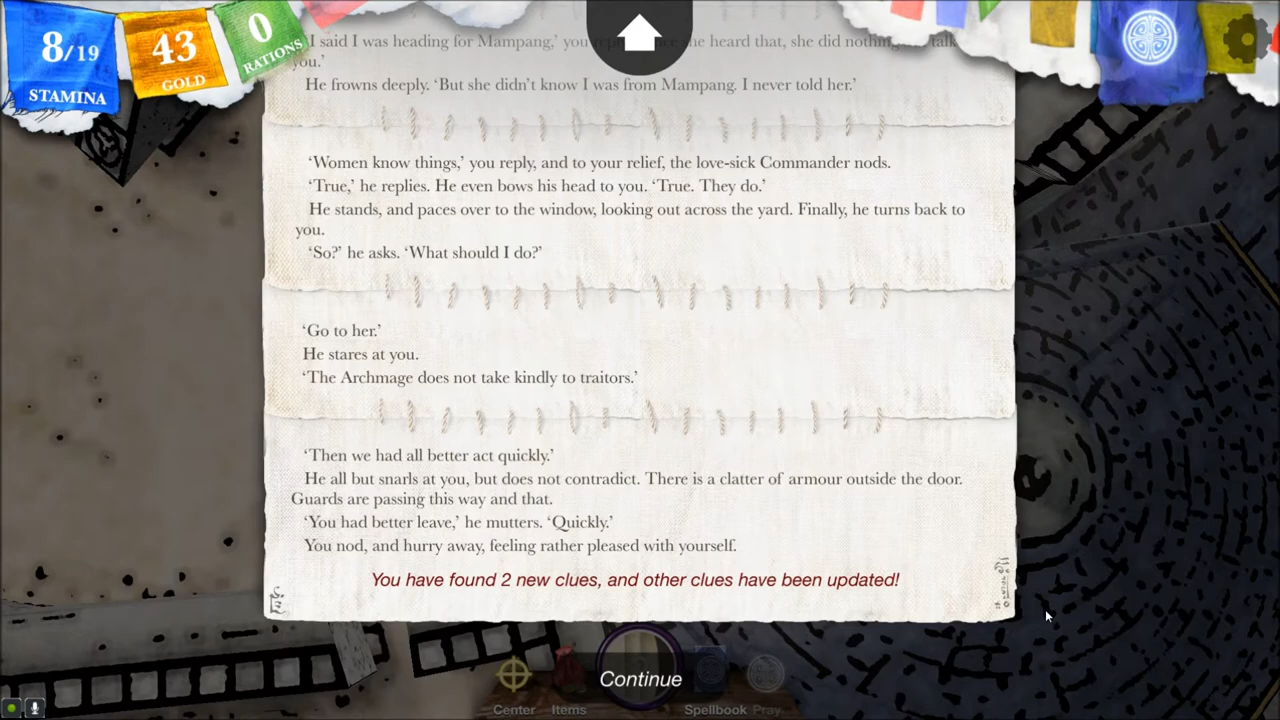 8/19
STAMINA
43
GOLD
0
RATIONS
'I said I was heading for Mampang,' you she heard that, she did talk
you.'
He frowns deeply. 'But she didn't know I was from Mampang. I never told her.'
'Women know things,' you reply, and to your relief, the love-sick Commander nods.
'True,' he replies. He even bows his head to you. 'True. They do.'
He stands, and paces over to the window, looking out across the yard. Finally, he turns back to
you.
'So?' he asks. 'What should I do?'
'Go to her.'
He stares at you.
'The Archmage does not take kindly to traitors.'
'Then we had all better act quickly.'
He all but snarls at you, but does not contradict. There is a clatter of armour outside the door.
Guards are passing this way and that.
'You had better leave,' he mutters. 'Quickly.'
You nod, and hurry away, feeling rather pleased with yourself.
You have found 2 new clues, and other clues have been updated!
Continue
Center Items Spellbook Pray